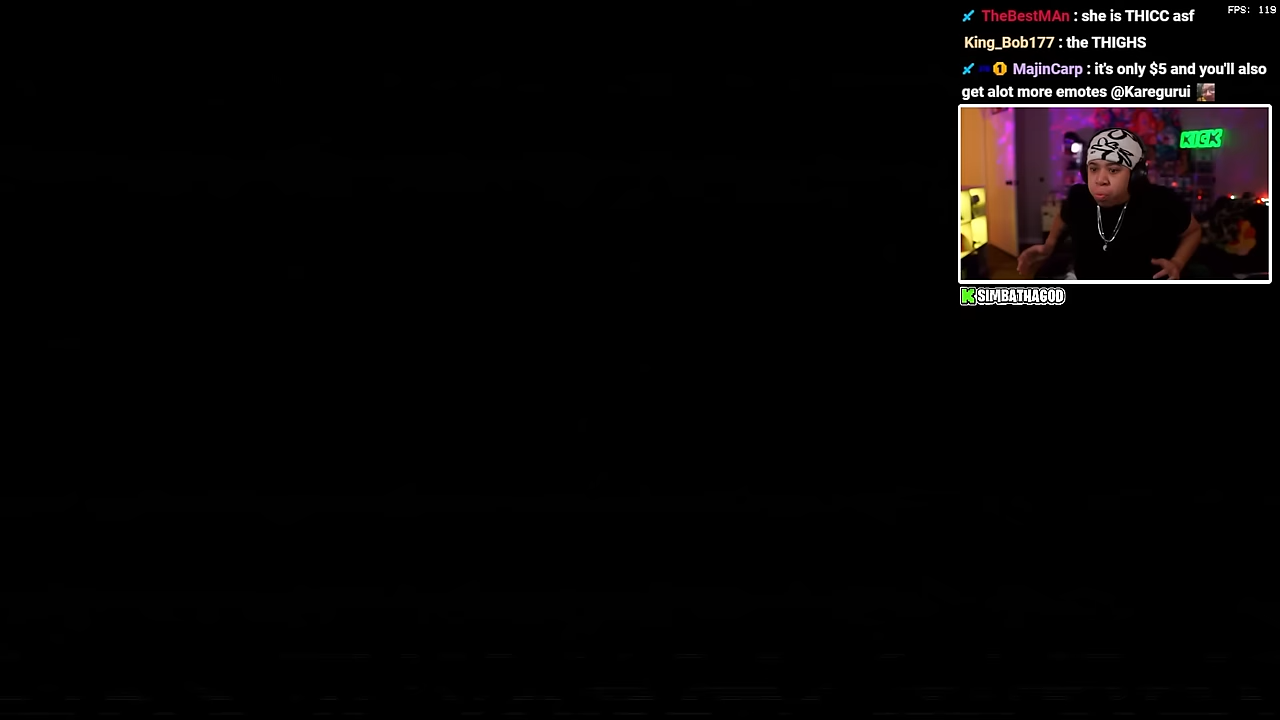 FPS: 119
TheBestMAn : she is THICC asf
King_Bob177 : the THIGHS
1 MajinCarp : it's only $5 and you'll also
get alot more emotes @Karegurui
KICK
K SIMBATHAGOD